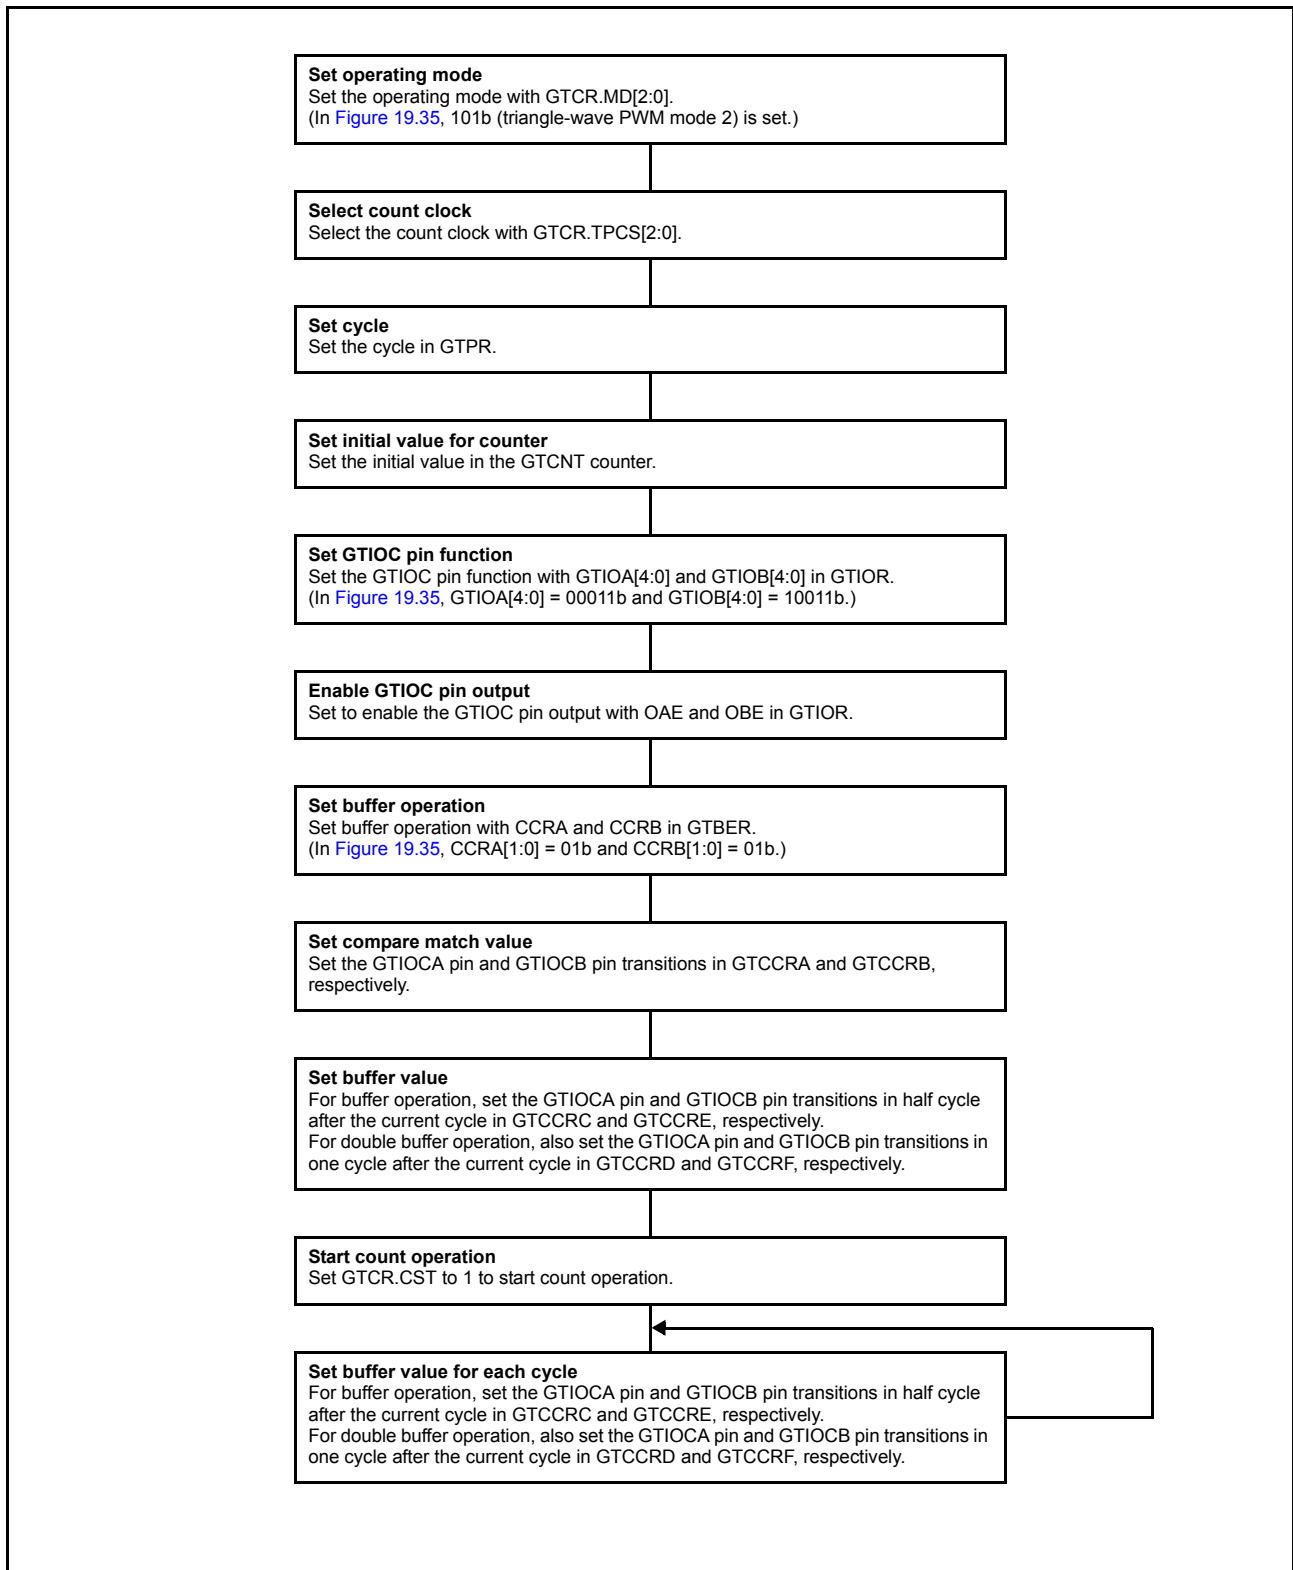 Set operating mode
Set the operating mode with GTCR.MD[2:0].
(In Figure 19.35, 101b (triangle-wave PWM mode 2) is set.)
Select count clock
Select the count clock with GTCR.TPCS[2:0].
Set cycle
Set the cycle in GTPR.
Set initial value for counter
Set the initial value in the GTCNT counter.
Set GTIOC pin function
Set the GTIOC pin function with GTIOA[4:0] and GTIOB[4:0] in GTIOR.
(In Figure 19.35, GTIOA[4:0] = 00011b and GTIOB[4:0] = 10011b.)
Enable GTIOC pin output
Set to enable the GTIOC pin output with OAE and OBE in GTIOR.
Set buffer operation
Set buffer operation with CCRA and CCRB in GTBER.
(In Figure 19.35, CCRA[1:0] = 01b and CCRB[1:0] = 01b.)
Set compare match value
Set the GTIOCA pin and GTIOCB pin transitions in GTCCRA and GTCCRB,
respectively.
Set buffer value
For buffer operation, set the GTIOCA pin and GTIOCB pin transitions in half cycle
after the current cycle in GTCCRC and GTCCRE, respectively.
For double buffer operation, also set the GTIOCA pin and GTIOCB pin transitions in
one cycle after the current cycle in GTCCRD and GTCCRF, respectively.
Start count operation
Set GTCR.CST to 1 to start count operation.
Set buffer value for each cycle
For buffer operation, set the GTIOCA pin and GTIOCB pin transitions in half cycle
after the current cycle in GTCCRC and GTCCRE, respectively.
For double buffer operation, also set the GTIOCA pin and GTIOCB pin transitions in
one cycle after the current cycle in GTCCRD and GTCCRF, respectively.